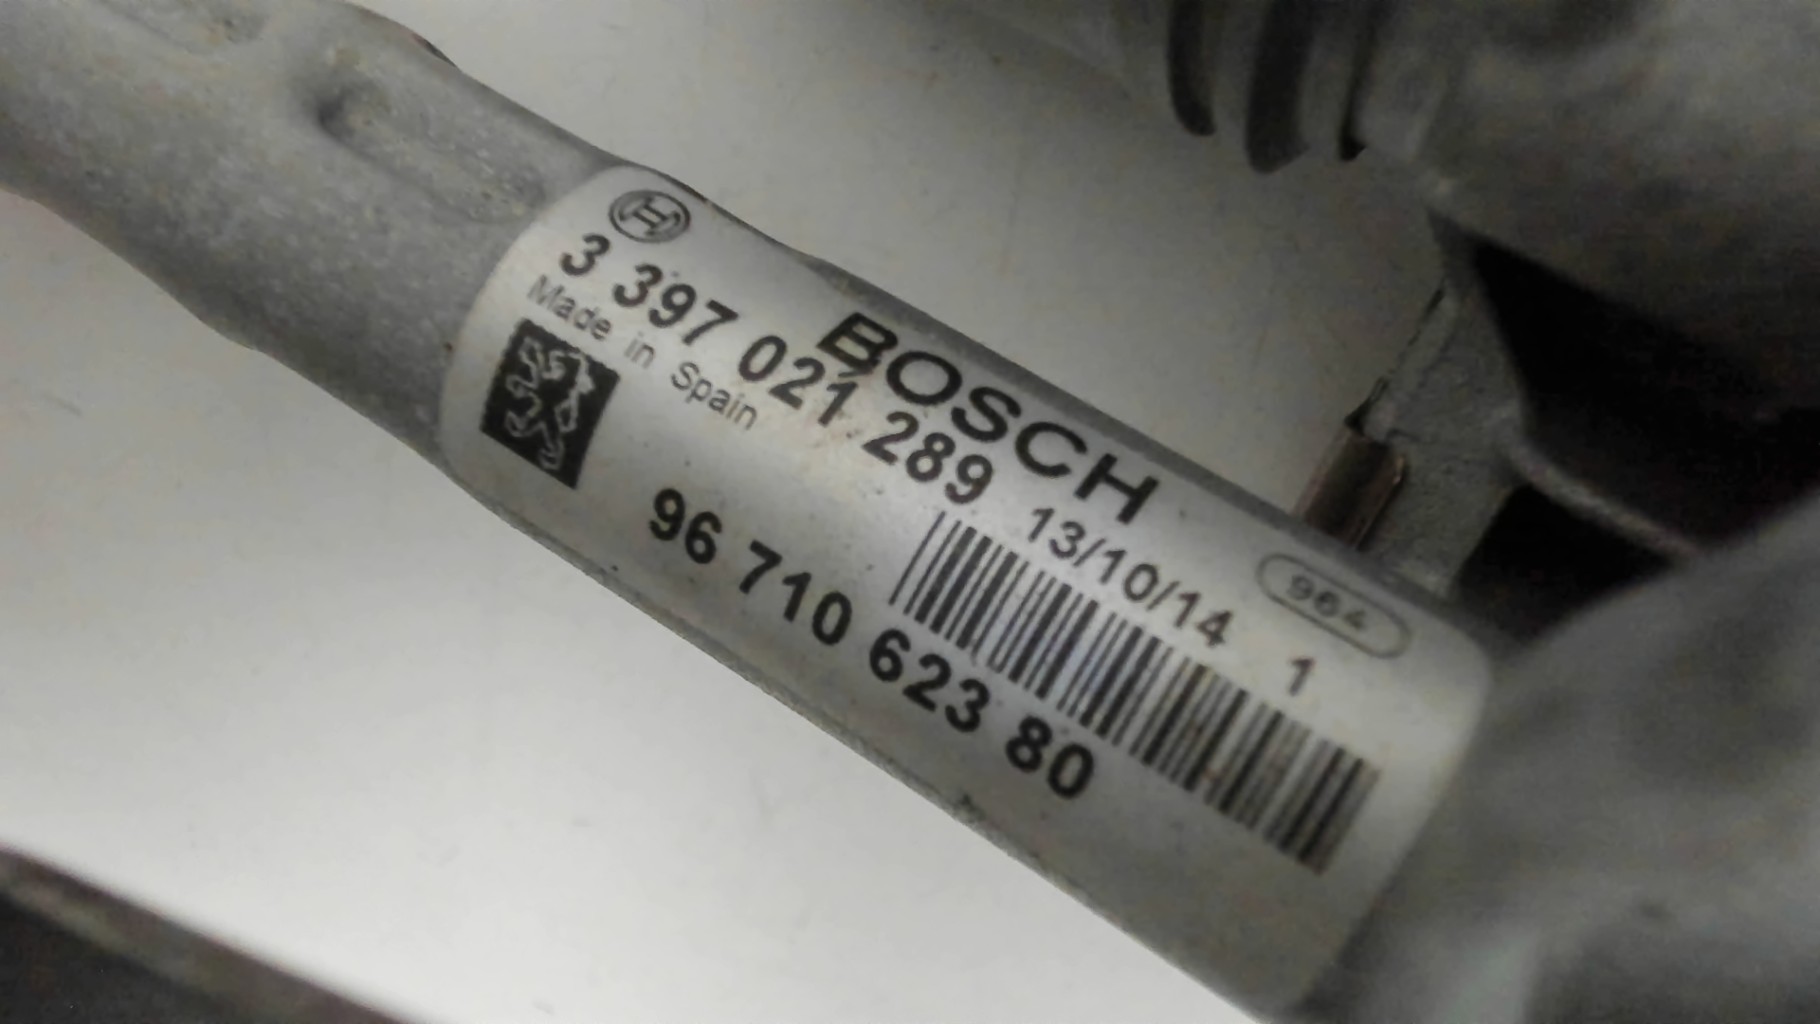 BOSCH
3 397 021 289
13/10/14 1
964
Made in Spain
96 710 623 80